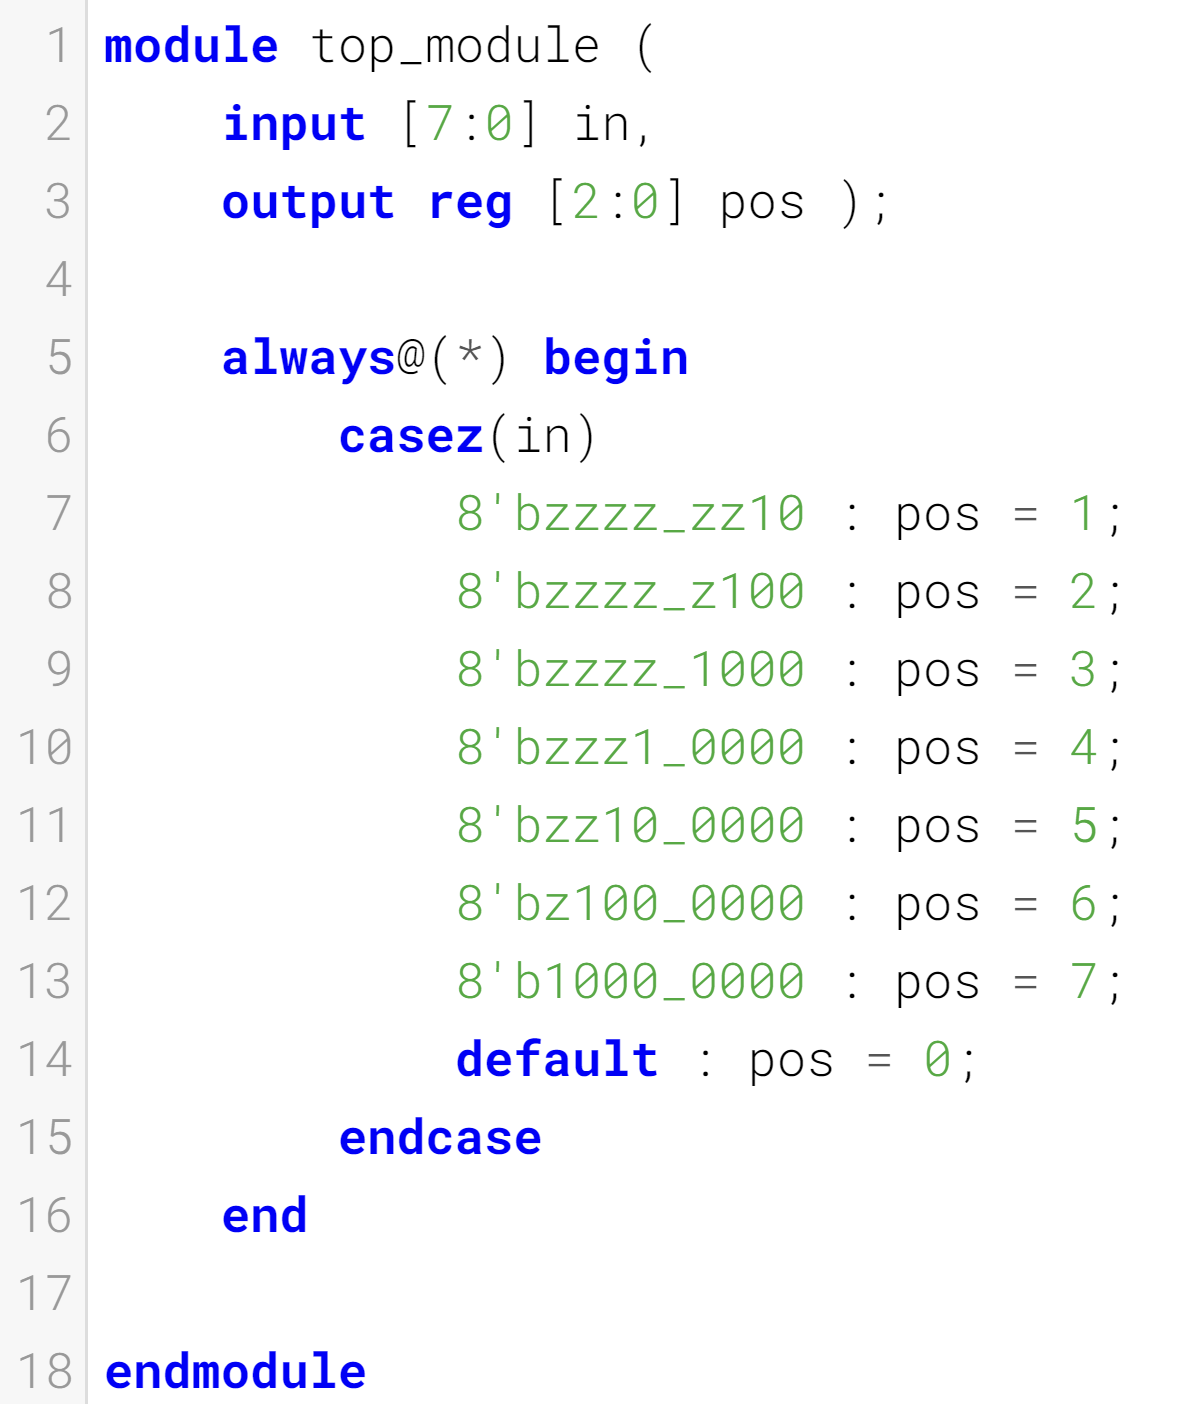 1 module top_module (
2     input [7:0] in,
3     output reg [2:0] pos );
4
5     always@(*) begin
6         casez(in)
7             8'bzzzz_zz10 : pos = 1;
8             8'bzzzz_z100 : pos = 2;
9             8'bzzzz_1000 : pos = 3;
10             8'bzzz1_0000 : pos = 4;
11             8'bzz10_0000 : pos = 5;
12             8'bz100_0000 : pos = 6;
13             8'b1000_0000 : pos = 7;
14             default : pos = 0;
15         endcase
16     end
17
18 endmodule